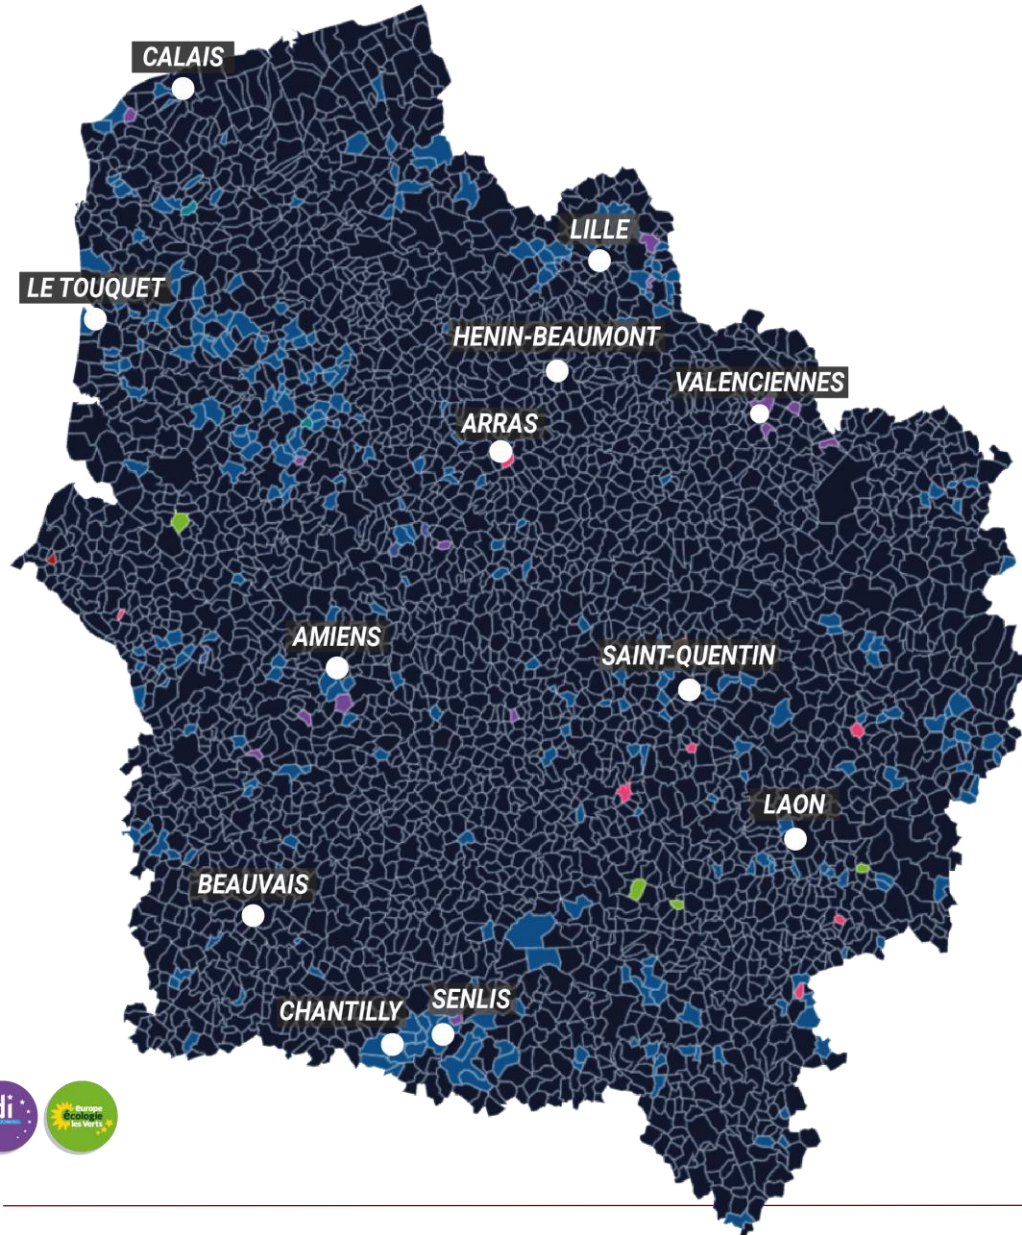 CALAIS
LILLE
LE TOUQUET
HENIN-BEAUMONT
VALENCIENNES
ARRAS
AMIENS
SAINT-QUENTIN
LAON
BEAUVAIS
SENLIS
CHANTILLY
di
europe
écologie
les Verts